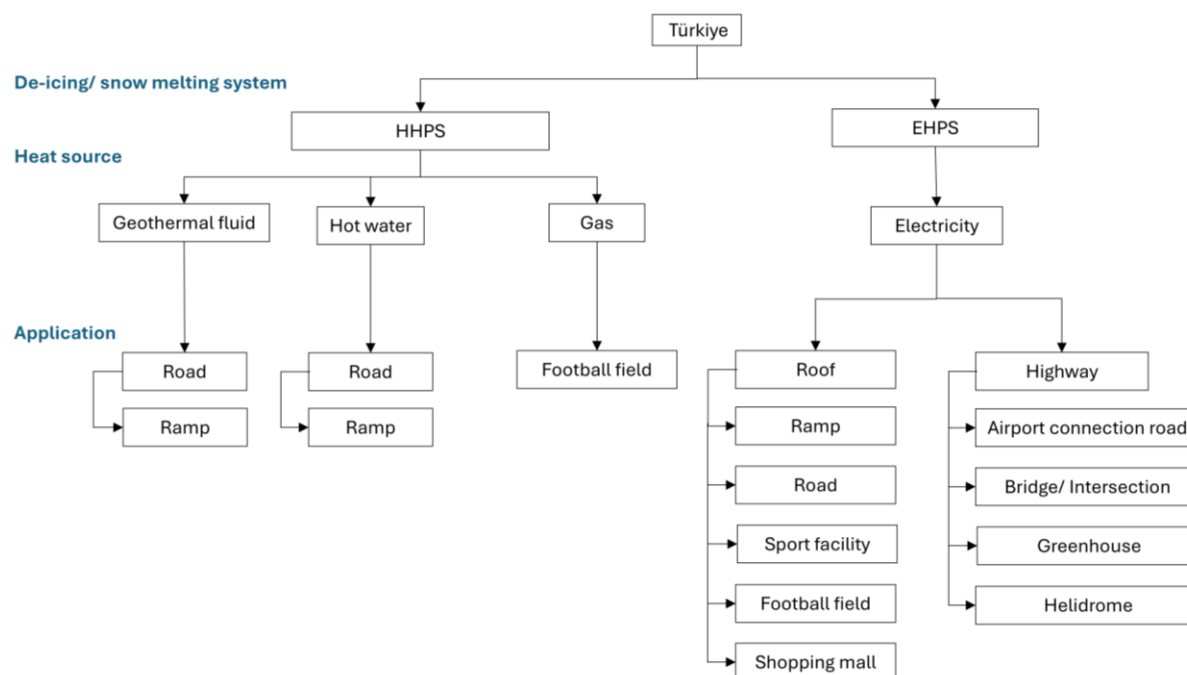 Türkiye
De-icing/ snow melting system
HHPS
EHPS
Heat source
Geothermal fluid
Hot water
Gas
Electricity
Application
Road
Road
Football field
Roof
Highway
Ramp
Ramp
Ramp
Airport connection road
Road
Bridge/ Intersection
Sport facility
Greenhouse
Football field
Helidrome
Shopping mall